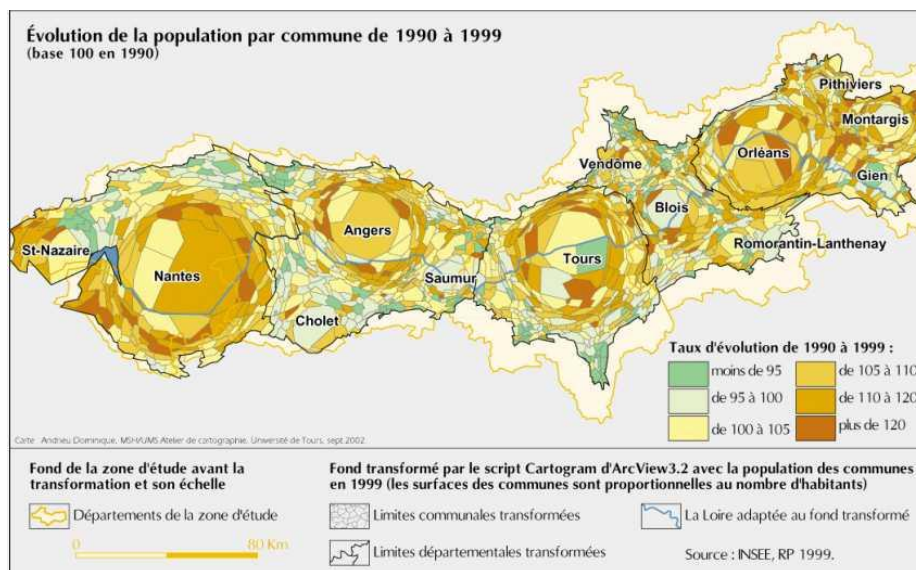 Évolution de la population par commune de 1990 à 1999
(base 100 en 1990)
Pithiviers
Montargis
Orléans
Vendôme
Gien
Blois
Angers
St-Nazaire
Romorantin-Lanthenay
Tours
Nantes
Saumur
Cholet
Taux d'évolution de 1990 à 1999 :
moins de 95
de 105 à 110
de 95 à 100
de 110 à 120
de 100 à 105
plus de 120
Carte : Andrieu Dominique, MSH/UMS Atelier de cartographie. Université de Tours, sept 2002.
Fond de la zone d'étude avant la
transformation et son échelle
Départements de la zone d'étude
0 80 Km
Fond transformé par le script Cartogram d'ArcView3.2 avec la population des communes
en 1999 (les surfaces des communes sont proportionnelles au nombre d'habitants)
Limites communales transformées
La Loire adaptée au fond transformé
Limites départementales transformées
Source : INSEE, RP 1999.